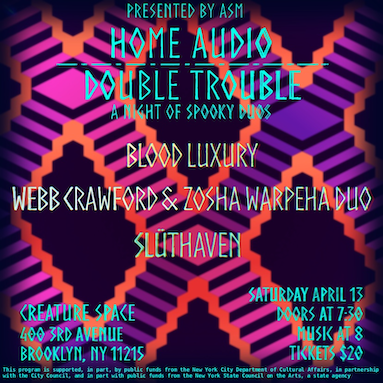 PRESENTED BY ASM
HOME AUDIO
DOUBLE TROUBLE
A NIGHT OF SPOOKY DUOS
BLOOD LUXURY
WEBB CRAWFORD & ZOSHA WARPEHA DUO
SLÜTHAVEN
SATURDAY APRIL 13
DOORS AT 7:30
MUSIC AT 8
TICKETS $20
CREATURE SPACE
400 3RD AVENUE
BROOKLYN, NY 11215
This program is supported, in part, by public funds from the New York City Department of Cultural Affairs, in partnership
with the City Council, and in part with public funds from the New York State Council on the Arts, a state agency